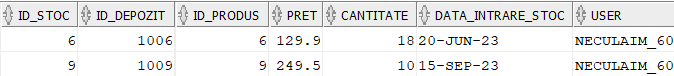 ID_STOC ID_DEPOZIT ID_PRODUS PRET CANTITATE DATA_INTRARE_STOC USER
6 1006 6 129.9 18 20-JUN-23 NECULAIM_60
9 1009 9 249.5 10 15-SEP-23 NECULAIM_60